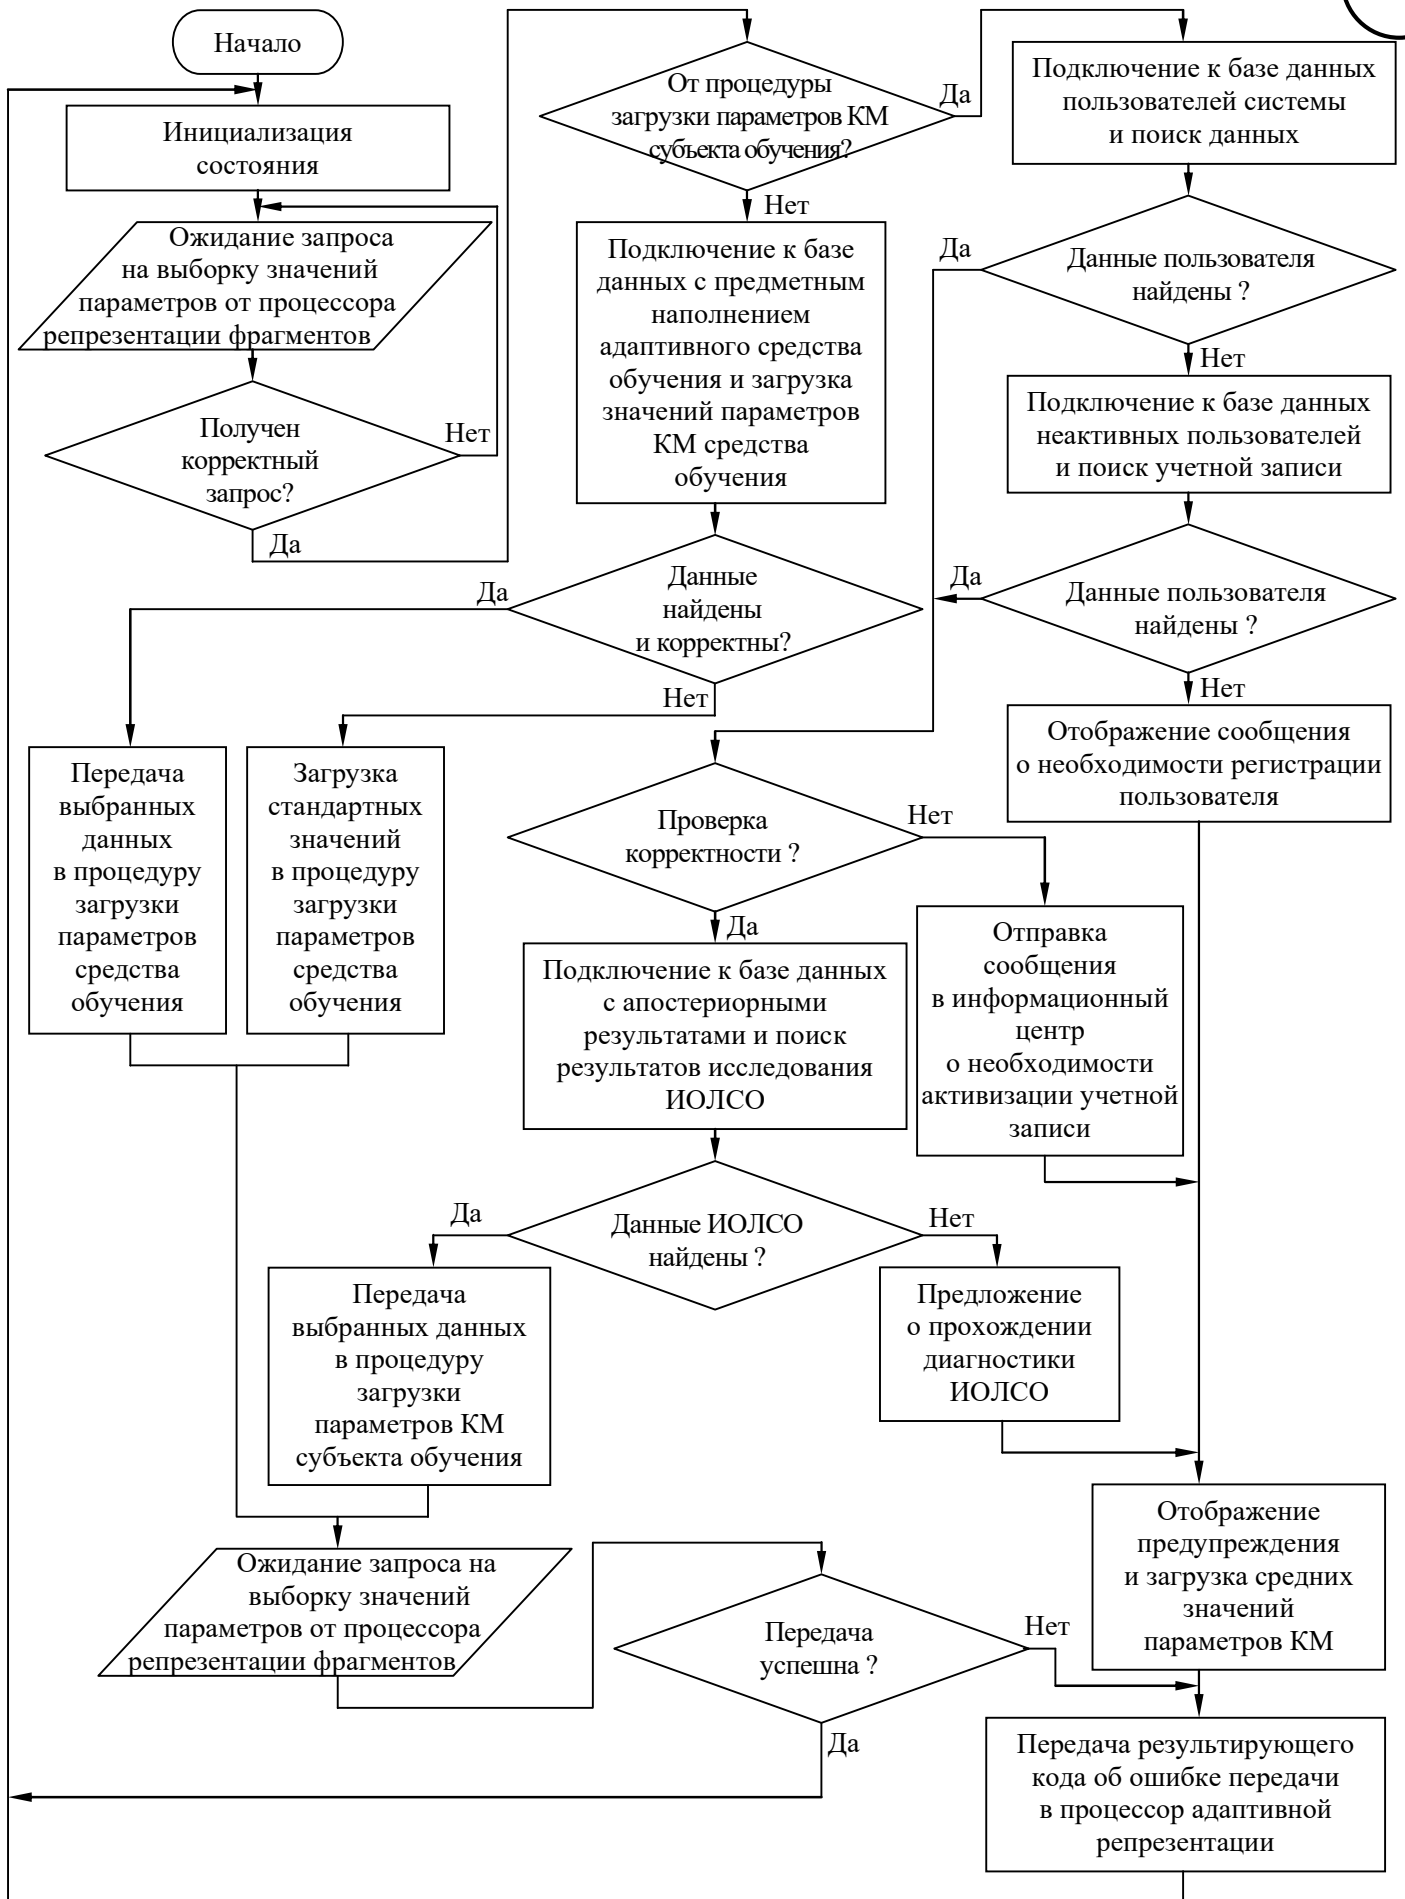 Начало
Инициализация
состояния
Ожидание запроса
на выборку значений
параметров от процессора
репрезентации фрагментов
Получен
корректный
запрос?
Нет
Да
От процедуры
загрузки параметров КМ
субъекта обучения?
Да
Нет
Подключение к базе данных
пользователей системы
и поиск данных
Данные пользователя
найдены ?
Да
Нет
Подключение к базе
данных с предметным
наполнением
адаптивного средства
обучения и загрузка
значений параметров
КМ средства
обучения
Подключение к базе данных
неактивных пользователей
и поиск учетной записи
Данные
найдены
и корректны?
Да
Нет
Данные пользователя
найдены ?
Да
Нет
Отображение сообщения
о необходимости регистрации
пользователя
Передача
выбранных
данных
в процедуру
загрузки
параметров
средства
обучения
Загрузка
стандартных
значений
в процедуру
загрузки
параметров
средства
обучения
Проверка
корректности ?
Нет
Да
Отправка
сообщения
в информационный
центр
о необходимости
активизации учетной
записи
Подключение к базе данных
с апостериорными
результатами и поиск
результатов исследования
ИОЛСО
Данные ИОЛСО
найдены ?
Да
Нет
Передача
выбранных данных
в процедуру
загрузки
параметров КМ
субъекта обучения
Предложение
о прохождении
диагностики
ИОЛСО
Отображение
предупреждения
и загрузка средних
значений
параметров КМ
Ожидание запроса на
выборку значений
параметров от процессора
репрезентации фрагментов
Передача
успешна ?
Нет
Да
Передача результирующего
кода об ошибке передачи
в процессор адаптивной
репрезентации